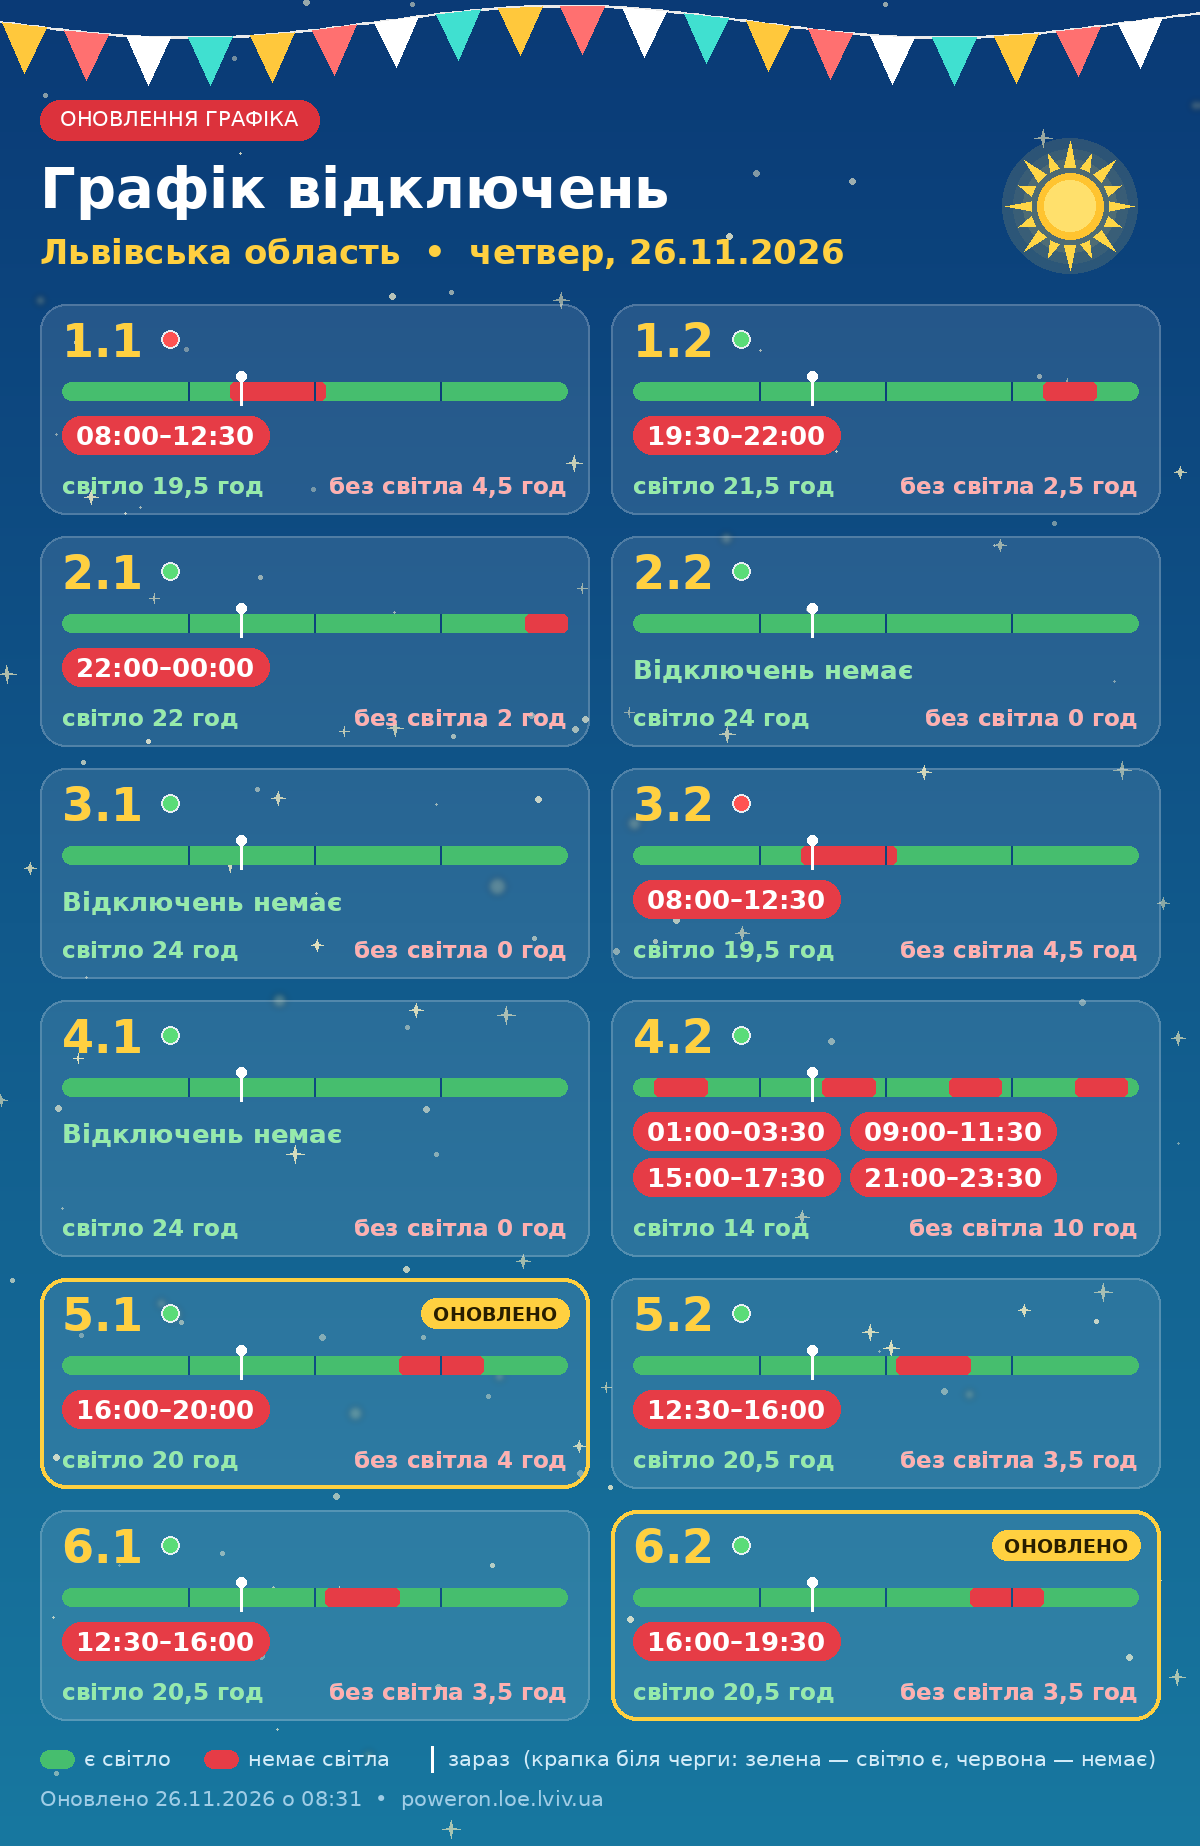 ОНОВЛЕННЯ ГРАФІКА
Графік відключень
Львівська область • четвер, 26.11.2026
1.1
08:00–12:30
світло 19,5 год без світла 4,5 год
1.2
19:30–22:00
світло 21,5 год без світла 2,5 год
2.1
22:00–00:00
світло 22 год без світла 2 год
2.2
Відключень немає
світло 24 год без світла 0 год
3.1
Відключень немає
світло 24 год без світла 0 год
3.2
08:00–12:30
світло 19,5 год без світла 4,5 год
4.1
Відключень немає
світло 24 год без світла 0 год
4.2
01:00–03:30 09:00–11:30
15:00–17:30 21:00–23:30
світло 14 год без світла 10 год
5.1 ОНОВЛЕНО
16:00–20:00
світло 20 год без світла 4 год
5.2
12:30–16:00
світло 20,5 год без світла 3,5 год
6.1
12:30–16:00
світло 20,5 год без світла 3,5 год
6.2 ОНОВЛЕНО
16:00–19:30
світло 20,5 год без світла 3,5 год
є світло немає світла зараз (крапка біля черги: зелена — світло є, червона — немає)
Оновлено 26.11.2026 о 08:31 • poweron.loe.lviv.ua